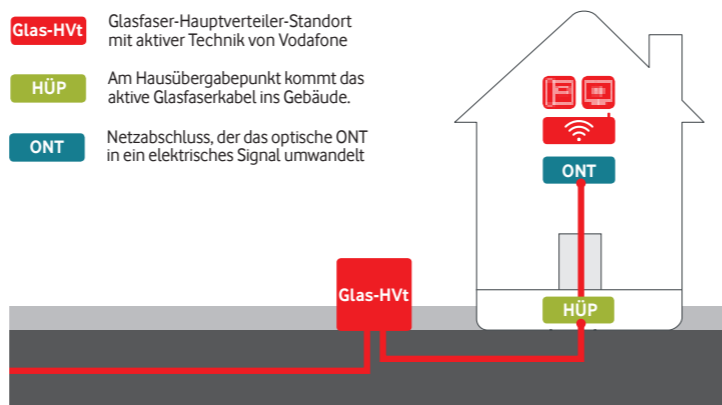 Glas-HVt
Glasfaser-Hauptverteiler-Standort
mit aktiver Technik von Vodafone
HÜP
Am Hausübergabepunkt kommt das
aktive Glasfaserkabel ins Gebäude.
ONT
Netzabschluss, der das optische ONT
in ein elektrisches Signal umwandelt
ONT
Glas-HVt
HÜP